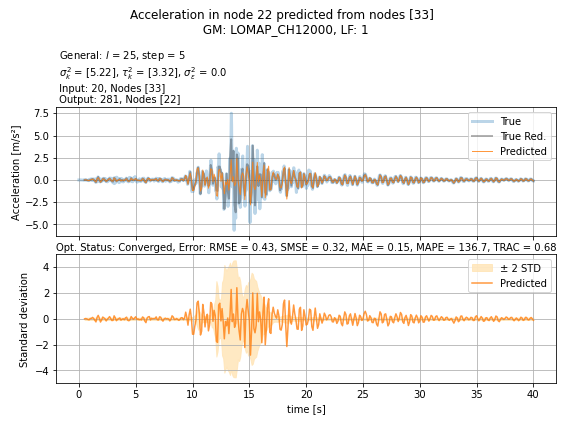 Acceleration in node 22 predicted from nodes [33]
GM: LOMAP_CH12000, LF: 1
General: l = 25, step = 5
σ²ₖ = [5.22], τ²ₖ = [3.32], σ²ε = 0.0
Input: 20, Nodes [33]
Output: 281, Nodes [22]
Acceleration [m/s²]
7.5
5.0
2.5
0.0
−2.5
−5.0
True
True Red.
Predicted
Opt. Status: Converged, Error: RMSE = 0.43, SMSE = 0.32, MAE = 0.15, MAPE = 136.7, TRAC = 0.68
Standard deviation
4
2
0
−2
−4
± 2 STD
Predicted
0 5 10 15 20 25 30 35 40
time [s]